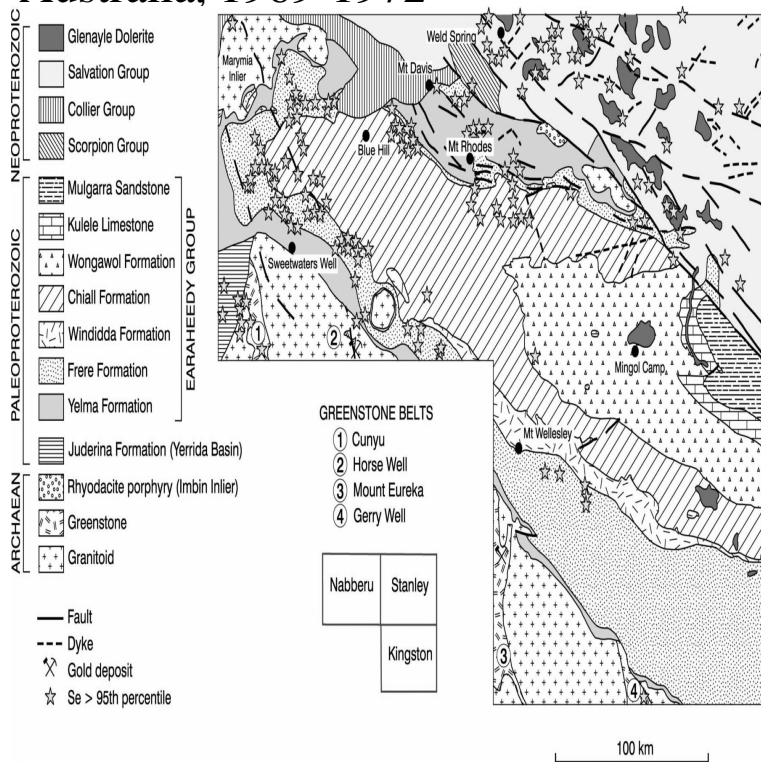 Australia, 1969-1972
NEOPROTEROZOIC
Glenayle Dolerite
Salvation Group
Collier Group
Scorpion Group
PALEOPROTEROZOIC
EARAHEEDY GROUP
Mulgarra Sandstone
Kulele Limestone
Wongawol Formation
Chiall Formation
Windidda Formation
Frere Formation
Yelma Formation
Juderina Formation (Yerrida Basin)
ARCHAEAN
Rhyodacite porphyry (Imbin Inlier)
Greenstone
Granitoid
Fault
Dyke
Gold deposit
Se > 95th percentile
Marymia
Inlier
Weld Spring
Mt Davis
Blue Hill
Mt Rhodes
Sweetwaters Well
1
2
Mingol Camp
Mt Wellesley
3
4
GREENSTONE BELTS
1 Cunyu
2 Horse Well
3 Mount Eureka
4 Gerry Well
Nabberu
Stanley
Kingston
100 km